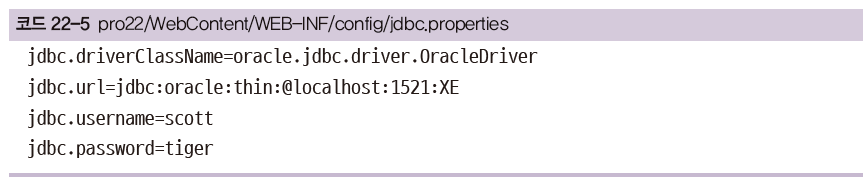 코드 22-5 pro22/WebContent/WEB-INF/config/jdbc.properties
jdbc.driverClassName=oracle.jdbc.driver.OracleDriver
jdbc.url=jdbc:oracle:thin:@localhost:1521:XE
jdbc.username=scott
jdbc.password=tiger